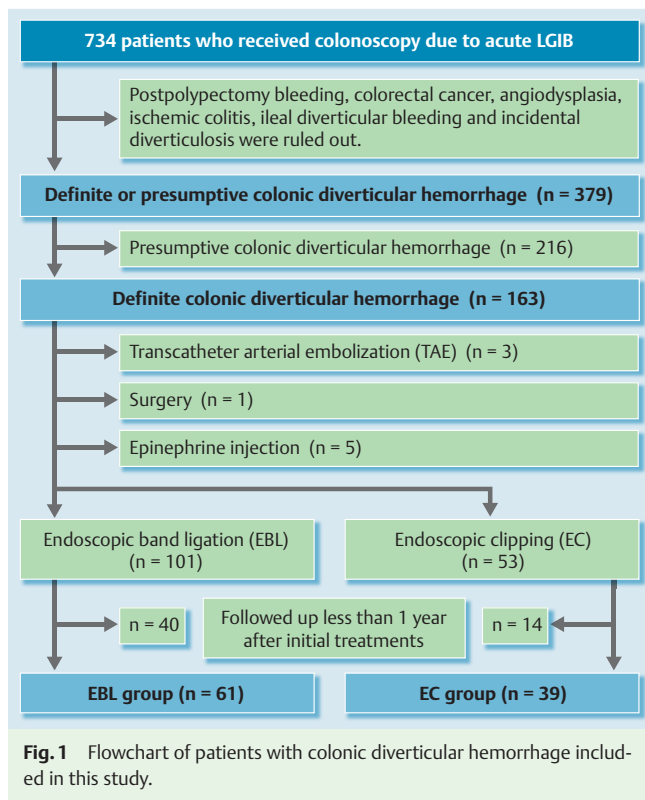 734 patients who received colonoscopy due to acute LGIB
Postpolypectomy bleeding, colorectal cancer, angiodysplasia,
ischemic colitis, ileal diverticular bleeding and incidental
diverticulosis were ruled out.
Definite or presumptive colonic diverticular hemorrhage (n = 379)
Presumptive colonic diverticular hemorrhage (n = 216)
Definite colonic diverticular hemorrhage (n = 163)
Transcatheter arterial embolization (TAE) (n = 3)
Surgery (n = 1)
Epinephrine injection (n = 5)
Endoscopic band ligation (EBL)
(n = 101)
Endoscopic clipping (EC)
(n = 53)
n = 40
Followed up less than 1 year
after initial treatments
n = 14
EBL group (n = 61)
EC group (n = 39)
Fig. 1 Flowchart of patients with colonic diverticular hemorrhage includ-
ed in this study.